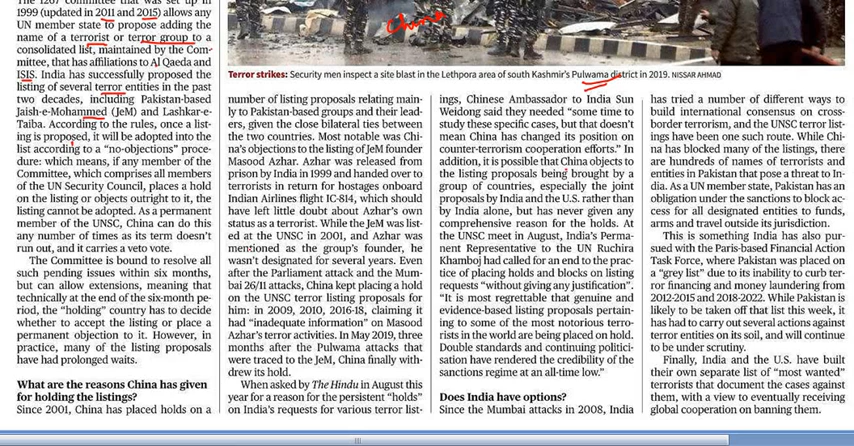 The 1267 committee that was set up in
1999 (updated in 2011 and 2015) allows any
UN member state to propose adding the
name of a terrorist or terror group to a
consolidated list, maintained by the Com-
mittee, that has affiliations to Al Qaeda and
ISIS. India has successfully proposed the
listing of several terror entities in the past
two decades, including Pakistan-based
Jaish-e-Mohammed (JeM) and Lashkar-e-
Taiba. According to the rules, once a list-
ing is proposed, it will be adopted into the
list according to a “no-objections” proce-
dure: which means, if any member of the
Committee, which comprises all members
of the UN Security Council, places a hold
on the listing or objects outright to it, the
listing cannot be adopted. As a permanent
member of the UNSC, China can do this
any number of times as its term doesn’t
run out, and it carries a veto vote.
The Committee is bound to resolve all
such pending issues within six months,
but can allow extensions, meaning that
technically at the end of the six-month pe-
riod, the “holding” country has to decide
whether to accept the listing or place a
permanent objection to it. However, in
practice, many of the listing proposals
have had prolonged waits.
What are the reasons China has given
for holding the listings?
Since 2001, China has placed holds on a
China
Terror strikes: Security men inspect a site blast in the Lethpora area of south Kashmir’s Pulwama district in 2019. NISSAR AHMAD
number of listing proposals relating main-
ly to Pakistan-based groups and their lead-
ers, given the close bilateral ties between
the two countries. Most notable was Chi-
na’s objections to the listing of JeM founder
Masood Azhar. Azhar was released from
prison by India in 1999 and handed over to
terrorists in return for hostages onboard
Indian Airlines flight IC-814, which should
have left little doubt about Azhar’s own
status as a terrorist. While the JeM was list-
ed at the UNSC in 2001, and Azhar was
mentioned as the group’s founder, he
wasn’t designated for several years. Even
after the Parliament attack and the Mum-
bai 26/11 attacks, China kept placing a hold
on the UNSC terror listing proposals for
him: in 2009, 2010, 2016-18, claiming it
had “inadequate information” on Masood
Azhar’s terror activities. In May 2019, three
months after the Pulwama attacks that
were traced to the JeM, China finally with-
drew its hold.
When asked by The Hindu in August this
year for a reason for the persistent “holds”
on India’s requests for various terror list-
ings, Chinese Ambassador to India Sun
Weidong said they needed “some time to
study these specific cases, but that doesn’t
mean China has changed its position on
counter-terrorism cooperation efforts.” In
addition, it is possible that China objects to
the listing proposals being brought by a
group of countries, especially the joint
proposals by India and the U.S. rather than
by India alone, but has never given any
comprehensive reason for the holds. At
the UNSC meet in August, India’s Perma-
nent Representative to the UN Ruchira
Khamboj had called for an end to the prac-
tice of placing holds and blocks on listing
requests “without giving any justification”.
“It is most regrettable that genuine and
evidence-based listing proposals pertain-
ing to some of the most notorious terro-
rists in the world are being placed on hold.
Double standards and continuing politici-
sation have rendered the credibility of the
sanctions regime at an all-time low.”
Does India have options?
Since the Mumbai attacks in 2008, India
has tried a number of different ways to
build international consensus on cross-
border terrorism, and the UNSC terror list-
ings have been one such route. While Chi-
na has blocked many of the listings, there
are hundreds of names of terrorists and
entities in Pakistan that pose a threat to In-
dia. As a UN member state, Pakistan has an
obligation under the sanctions to block ac-
cess for all designated entities to funds,
arms and travel outside its jurisdiction.
This is something India has also pur-
sued with the Paris-based Financial Action
Task Force, where Pakistan was placed on
a “grey list” due to its inability to curb ter-
ror financing and money laundering from
2012-2015 and 2018-2022. While Pakistan is
likely to be taken off that list this week, it
has had to carry out several actions against
terror entities on its soil, and will continue
to be under scrutiny.
Finally, India and the U.S. have built
their own separate list of “most wanted”
terrorists that document the cases against
them, with a view to eventually receiving
global cooperation on banning them.